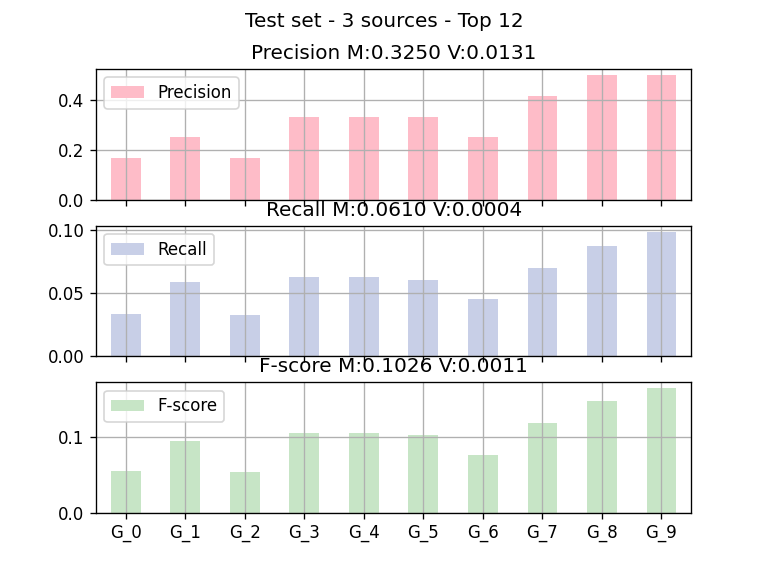 Test set - 3 sources - Top 12
Precision M:0.3250 V:0.0131
Precision
0.4
0.2
0.0
Recall M:0.0610 V:0.0004
Recall
0.10
0.05
0.00
F-score M:0.1026 V:0.0011
F-score
0.1
0.0
G_0 G_1 G_2 G_3 G_4 G_5 G_6 G_7 G_8 G_9